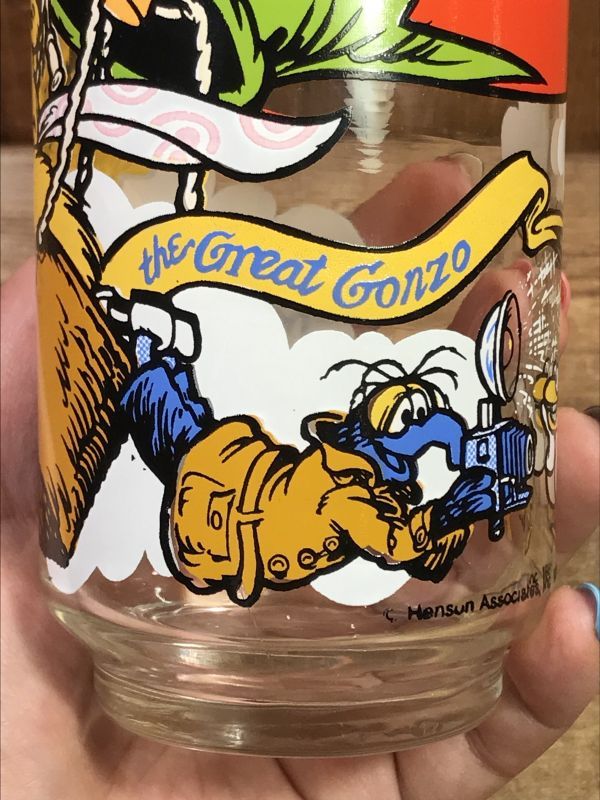 the Great Gonzo
© Henson Associates